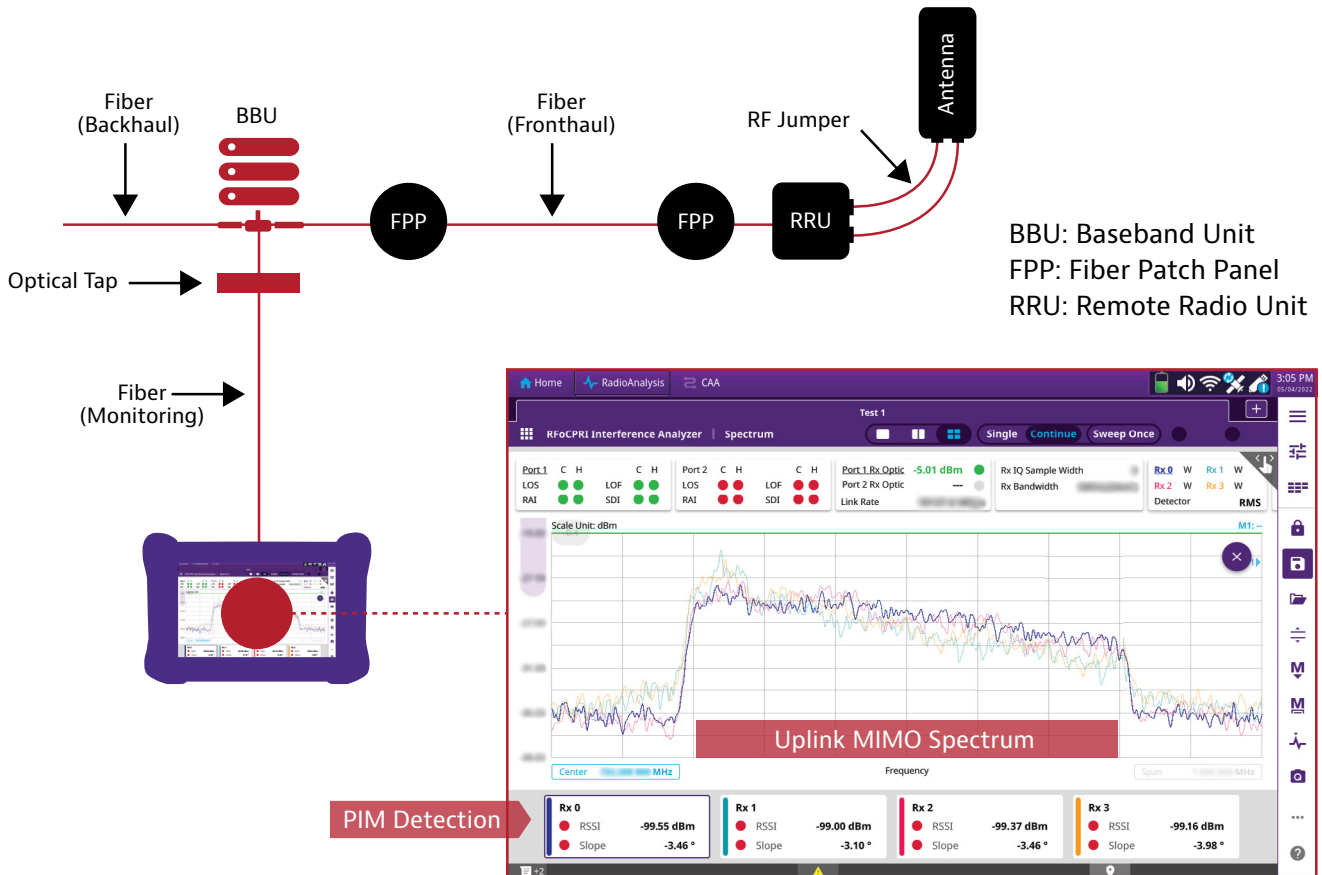 Antenna
Fiber
(Backhaul)
BBU
Fiber
(Fronthaul)
RF Jumper
FPP
FPP
RRU
BBU: Baseband Unit
FPP: Fiber Patch Panel
RRU: Remote Radio Unit
Optical Tap
Fiber
(Monitoring)
Home RadioAnalysis CAA
3:05 PM
05/04/2022
Test 1
+
RFoCPRI Interference Analyzer | Spectrum
Single Continue Sweep Once
Port 1 C H C H
LOS LOF
RAI SDI
Port 2 C H C H
LOS LOF
RAI SDI
Port 1 Rx Optic -5.01 dBm
Port 2 Rx Optic ---
Link Rate
Rx IQ Sample Width
Rx Bandwidth
Rx 0 W Rx 1 W
Rx 2 W Rx 3 W
Detector RMS
Scale Unit: dBm
M1: --
Uplink MIMO Spectrum
Center MHz
Frequency
Span MHz
PIM Detection
Rx 0
RSSI -99.55 dBm
Slope -3.46 °
Rx 1
RSSI -99.00 dBm
Slope -3.10 °
Rx 2
RSSI -99.37 dBm
Slope -3.46 °
Rx 3
RSSI -99.16 dBm
Slope -3.98 °
+2